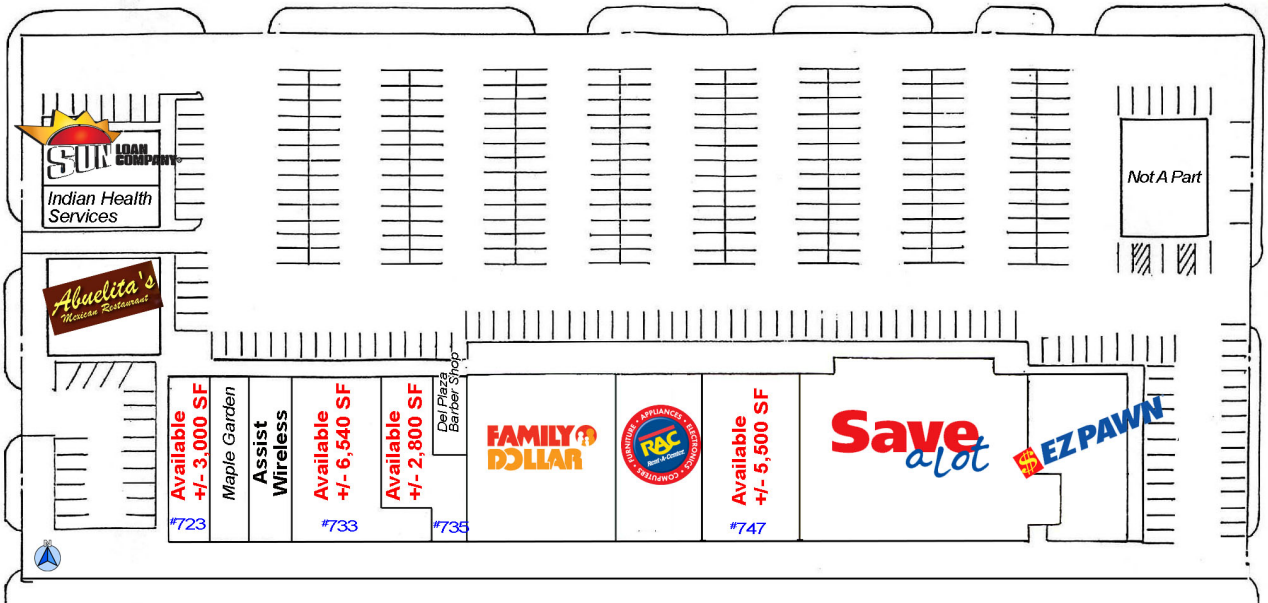 SUN LOAN
COMPANY®
Indian Health
Services
Not A Part
Abuelita's
Mexican Restaurant
Available
+/- 3,000 SF
#723
Maple Garden
Assist
Wireless
Available
+/- 6,540 SF
#733
Available
+/- 2,800 SF
Del Plaza
Barber Shop
#735
FAMILY
DOLLAR
FURNITURE • APPLIANCES • ELECTRONICS • COMPUTERS
RAC
Rent-A-Center
Available
+/- 5,500 SF
#747
Save
a Lot
$ EZ PAWN
N